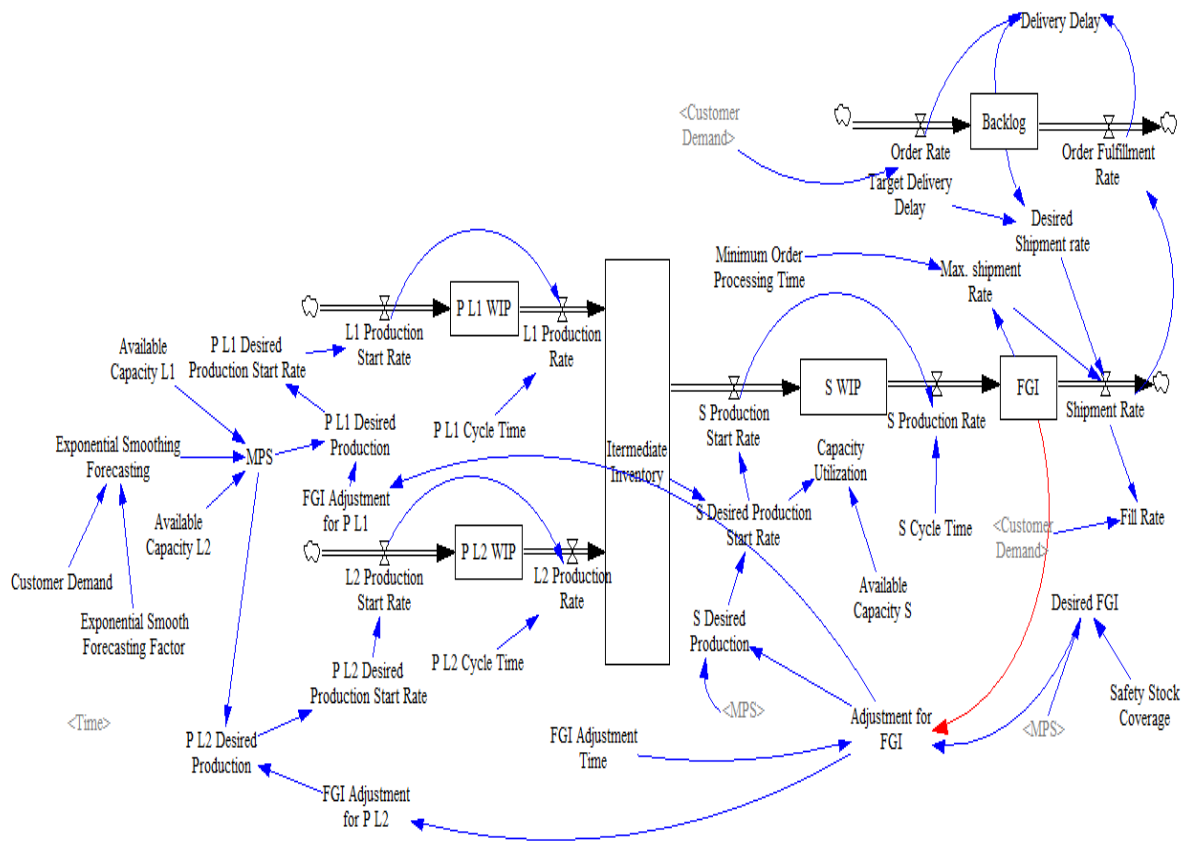 Delivery Delay
<Customer
Demand>
Backlog
Order Rate
Order Fulfillment
Rate
Target Delivery
Delay
Desired
Shipment rate
Minimum Order
Processing Time
Max. shipment
Rate
P L1 WIP
L1 Production
Start Rate
L1 Production
Rate
Available
Capacity L1
P L1 Desired
Production Start Rate
S WIP
FGI
S Production
Start Rate
S Production Rate
Shipment Rate
P L1 Desired
Production
P L1 Cycle Time
Exponential Smoothing
Forecasting
MPS
Itermediate
Inventory
Capacity
Utilization
FGI Adjustment
for P L1
S Desired Production
Start Rate
Available
Capacity L2
S Cycle Time
<Customer
Demand>
Fill Rate
P L2 WIP
L2 Production
Start Rate
L2 Production
Rate
Customer Demand
Available
Capacity S
Desired FGI
Exponential Smooth
Forecasting Factor
S Desired
Production
P L2 Cycle Time
P L2 Desired
Production Start Rate
Safety Stock
Coverage
<Time>
<MPS>
Adjustment for
FGI
<MPS>
P L2 Desired
Production
FGI Adjustment
Time
FGI Adjustment
for P L2